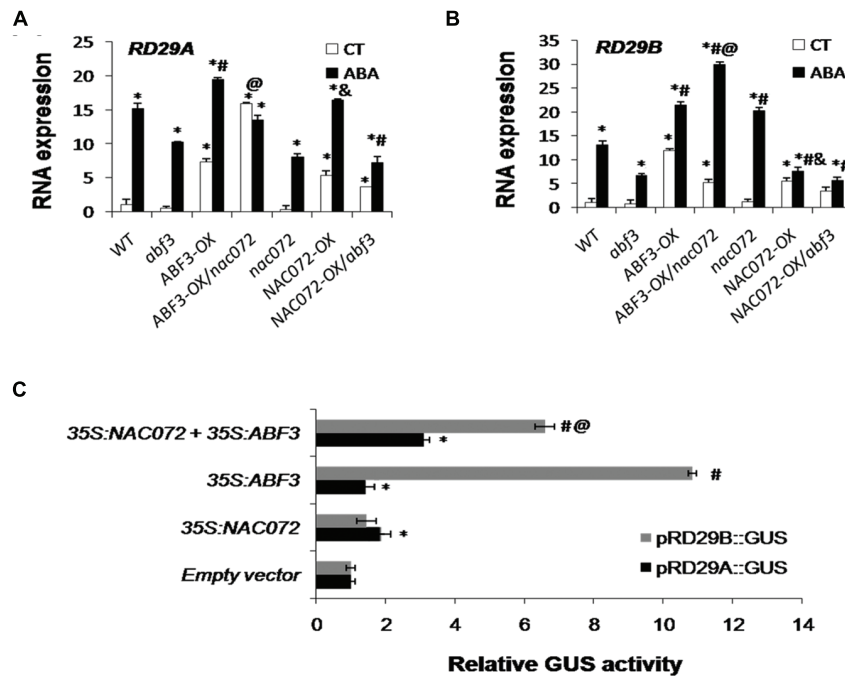 A
RD29A
CT
ABA
RNA expression
25
20
15
10
5
0
*
*
*#
*
@
*
*
*
*
*&
*
*#
*
WT
abf3
ABF3-OX
ABF3-OX/nac072
nac072
NAC072-OX
NAC072-OX/abf3
B
RD29B
CT
ABA
RNA expression
35
30
25
20
15
10
5
0
*
*
*
*#
*
*#@
*#
*
*#&
*#
WT
abf3
ABF3-OX
ABF3-OX/nac072
nac072
NAC072-OX
NAC072-OX/abf3
C
35S:NAC072 + 35S:ABF3
#@
*
35S:ABF3
#
*
35S:NAC072
*
Empty vector
pRD29B::GUS
pRD29A::GUS
0 2 4 6 8 10 12 14
Relative GUS activity